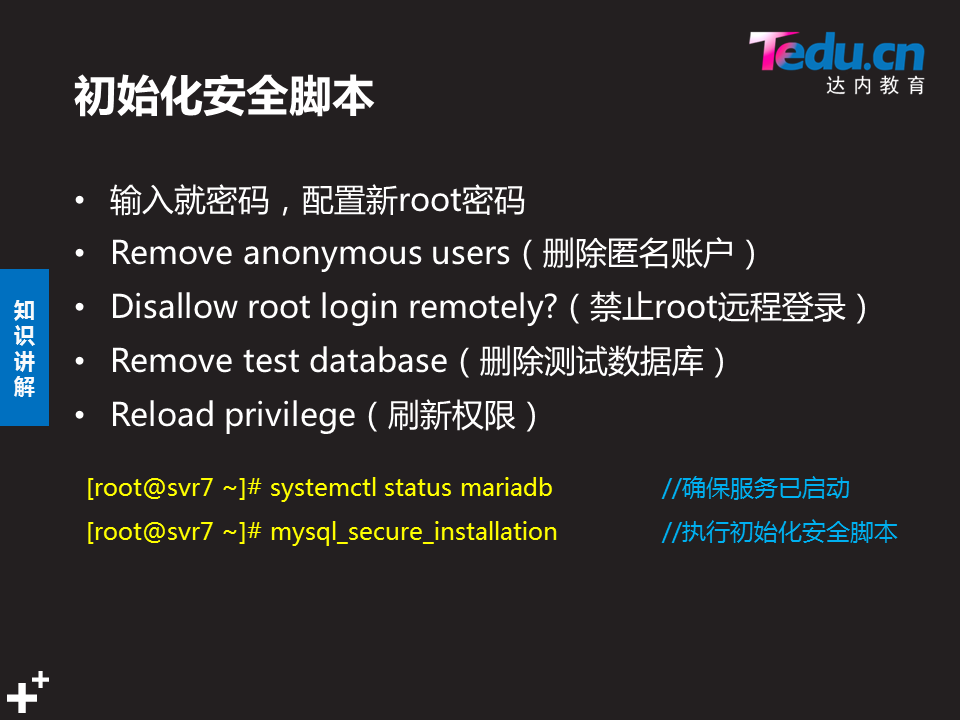 Tedu.cn
达内教育
初始化安全脚本
• 输入就密码，配置新root密码
• Remove anonymous users（删除匿名账户）
• Disallow root login remotely?（禁止root远程登录）
• Remove test database（删除测试数据库）
• Reload privilege（刷新权限）
知识讲解
[root@svr7 ~]# systemctl status mariadb //确保服务已启动
[root@svr7 ~]# mysql_secure_installation //执行初始化安全脚本